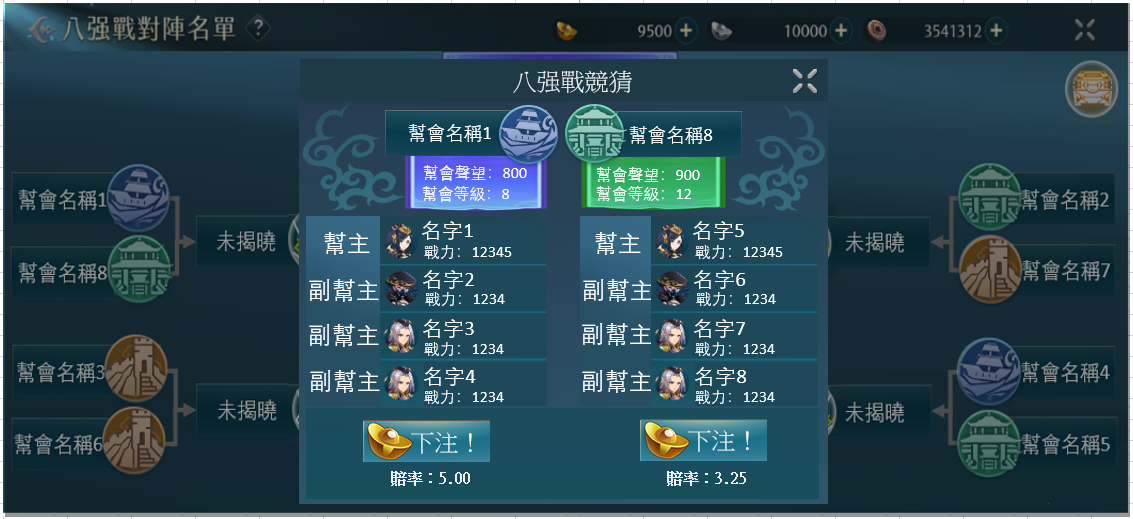 八强戰對陣名單 ?
9500
10000
3541312
八强戰競猜
幫會名稱1
幫會名稱8
幫會聲望：800
幫會等級：8
幫會聲望：900
幫會等級：12
幫主
名字1
戰力：12345
副幫主
名字2
戰力：1234
副幫主
名字3
戰力：1234
副幫主
名字4
戰力：1234
下注！
賠率：5.00
幫主
名字5
戰力：12345
副幫主
名字6
戰力：1234
副幫主
名字7
戰力：1234
副幫主
名字8
戰力：1234
下注！
賠率：3.25
幫會名稱1
幫會名稱8
未揭曉
幫會名稱3
幫會名稱6
未揭曉
幫會名稱2
幫會名稱7
未揭曉
幫會名稱4
幫會名稱5
未揭曉